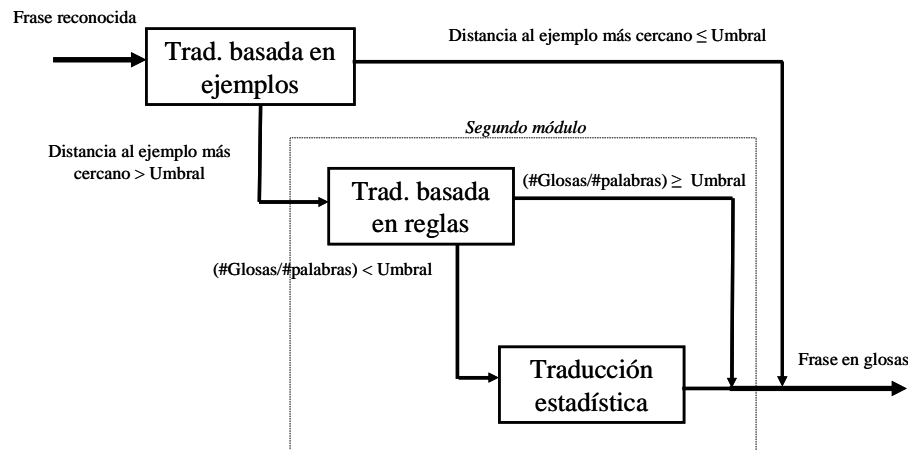 Frase reconocida
Trad. basada en
ejemplos
Distancia al ejemplo más cercano ≤ Umbral
Distancia al ejemplo más
cercano > Umbral
Segundo módulo
Trad. basada
en reglas
(#Glosas/#palabras) ≥ Umbral
(#Glosas/#palabras) < Umbral
Traducción
estadística
Frase en glosas